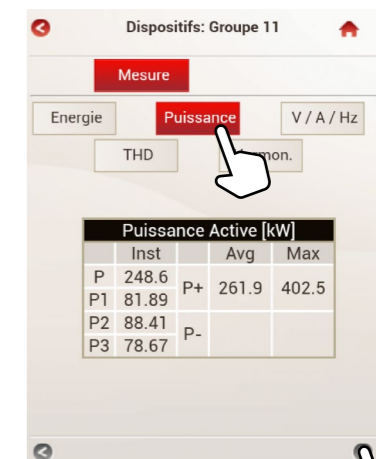 Dispositifs: Groupe 11
Mesure
Energie Puissance V / A / Hz
THD
Puissance Active [kW]
Inst Avg Max
P 248.6 P+ 261.9 402.5
P1 81.89
P2 88.41 P-
P3 78.67